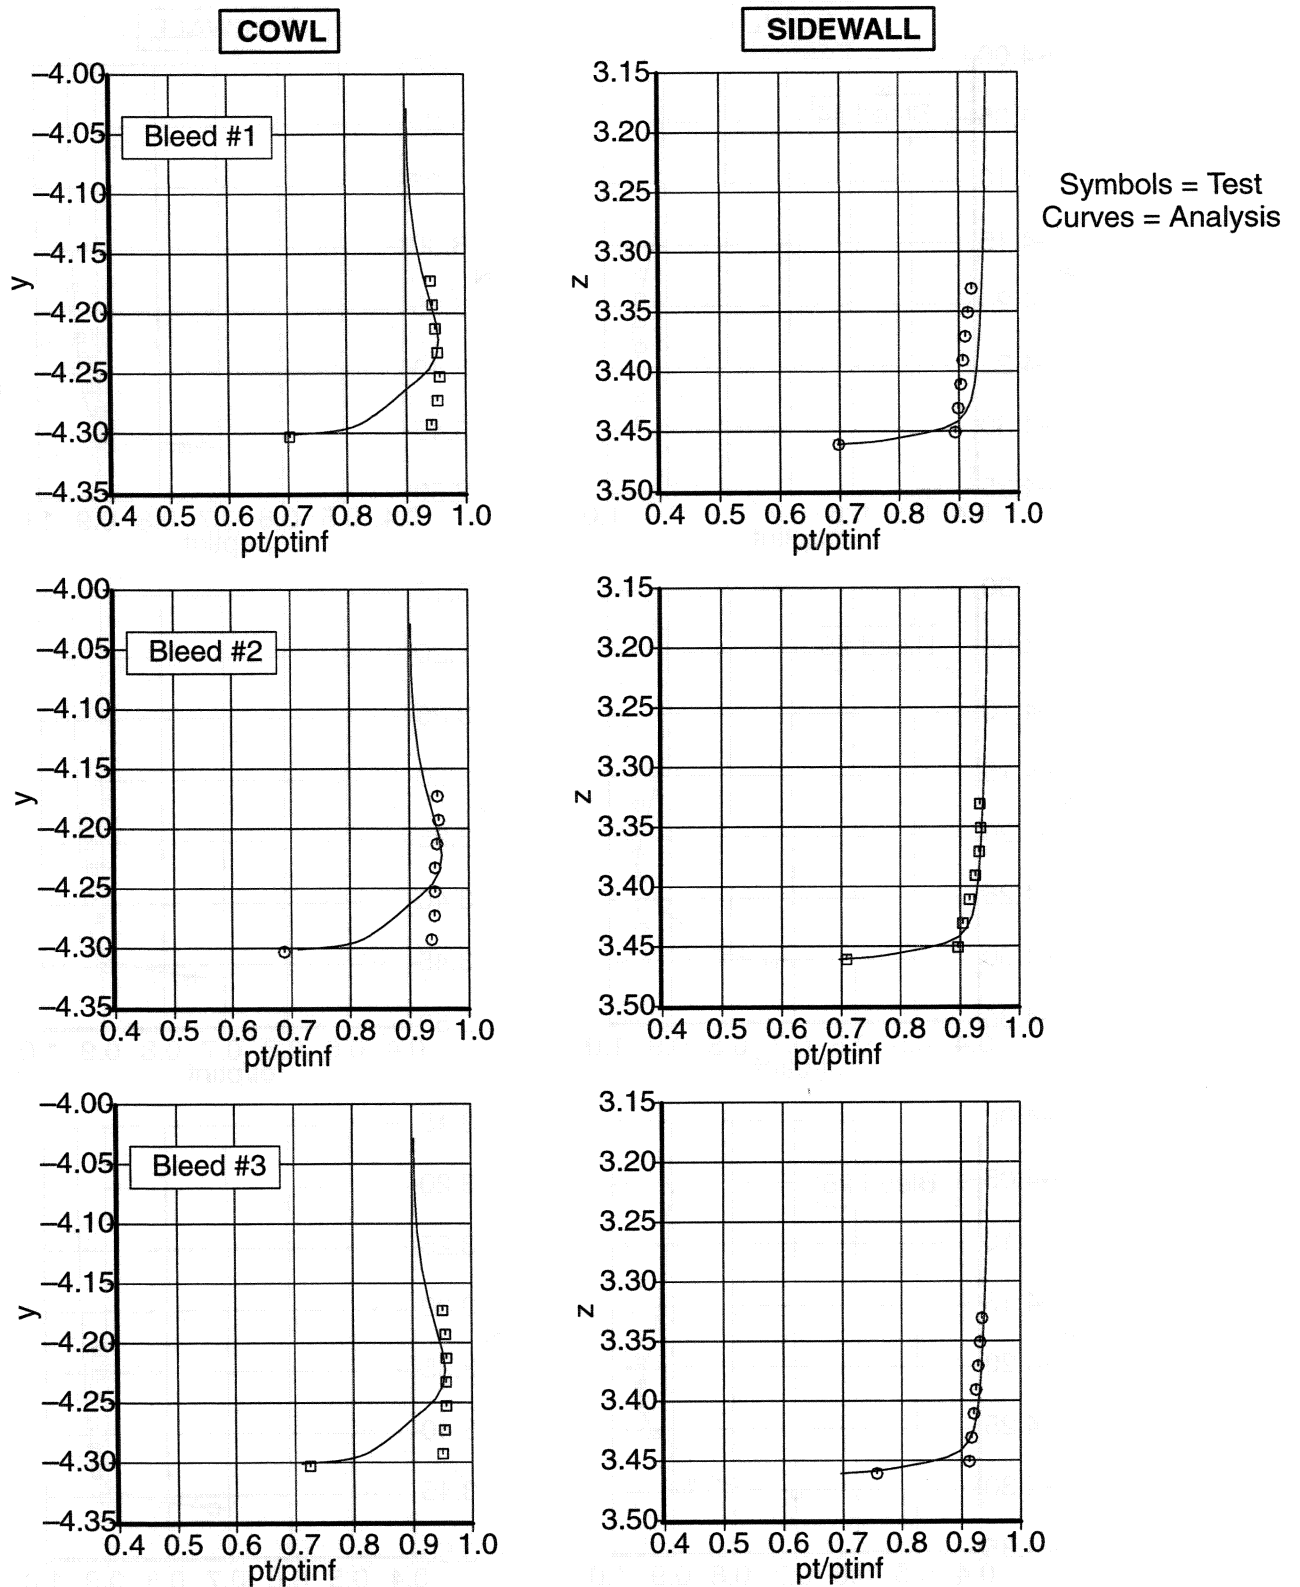 COWL
SIDEWALL
Symbols = Test
Curves = Analysis
Bleed #1
–4.00
–4.05
–4.10
–4.15
–4.20
–4.25
–4.30
–4.35
y
0.4 0.5 0.6 0.7 0.8 0.9 1.0
pt/ptinf
3.15
3.20
3.25
3.30
3.35
3.40
3.45
3.50
z
0.4 0.5 0.6 0.7 0.8 0.9 1.0
pt/ptinf
Bleed #2
–4.00
–4.05
–4.10
–4.15
–4.20
–4.25
–4.30
–4.35
y
0.4 0.5 0.6 0.7 0.8 0.9 1.0
pt/ptinf
3.15
3.20
3.25
3.30
3.35
3.40
3.45
3.50
z
0.4 0.5 0.6 0.7 0.8 0.9 1.0
pt/ptinf
Bleed #3
–4.00
–4.05
–4.10
–4.15
–4.20
–4.25
–4.30
–4.35
y
0.4 0.5 0.6 0.7 0.8 0.9 1.0
pt/ptinf
3.15
3.20
3.25
3.30
3.35
3.40
3.45
3.50
z
0.4 0.5 0.6 0.7 0.8 0.9 1.0
pt/ptinf